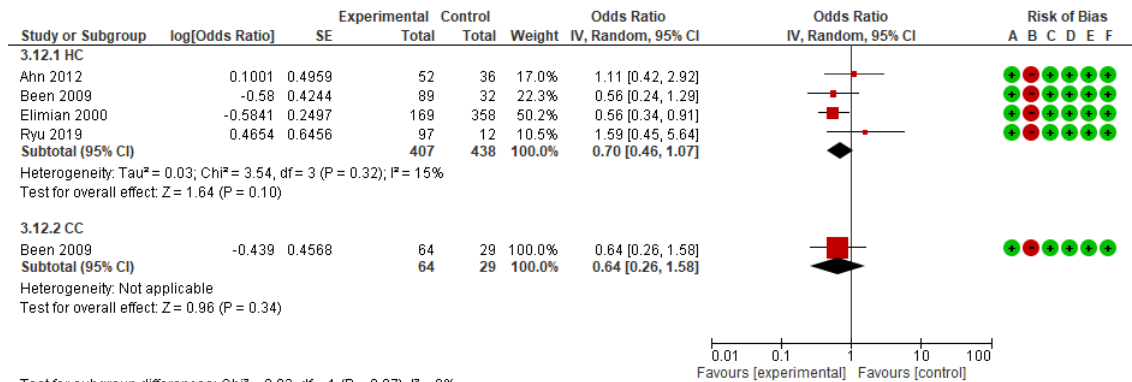 Experimental Control Odds Ratio Odds Ratio Risk of Bias
Study or Subgroup log[Odds Ratio] SE Total Total Weight IV, Random, 95% CI IV, Random, 95% CI A B C D E F
3.12.1 HC
Ahn 2012 0.1001 0.4959 52 36 17.0% 1.11 [0.42, 2.92] + - + + + +
Been 2009 -0.58 0.4244 89 32 22.3% 0.56 [0.24, 1.29] + - + + + +
Elimian 2000 -0.5841 0.2497 169 358 50.2% 0.56 [0.34, 0.91] + - + + + +
Ryu 2019 0.4654 0.6456 97 12 10.5% 1.59 [0.45, 5.64] + - + + + +
Subtotal (95% CI) 407 438 100.0% 0.70 [0.46, 1.07]
Heterogeneity: Tau² = 0.03; Chi² = 3.54, df = 3 (P = 0.32); I² = 15%
Test for overall effect: Z = 1.64 (P = 0.10)
3.12.2 CC
Been 2009 -0.439 0.4568 64 29 100.0% 0.64 [0.26, 1.58] + - + + + +
Subtotal (95% CI) 64 29 100.0% 0.64 [0.26, 1.58]
Heterogeneity: Not applicable
Test for overall effect: Z = 0.96 (P = 0.34)
0.01 0.1 1 10 100
Favours [experimental] Favours [control]